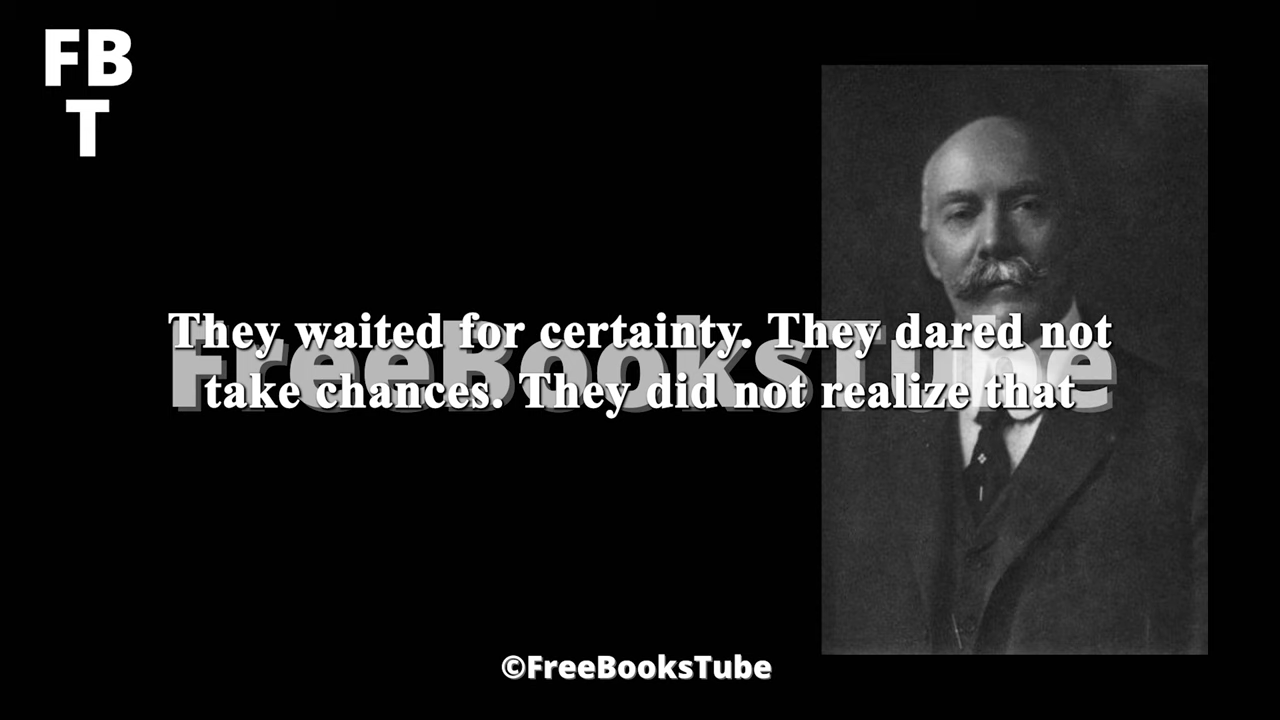 FB
T
They waited for certainty. They dared not
FreeBooksTube
take chances. They did not realize that
©FreeBooksTube